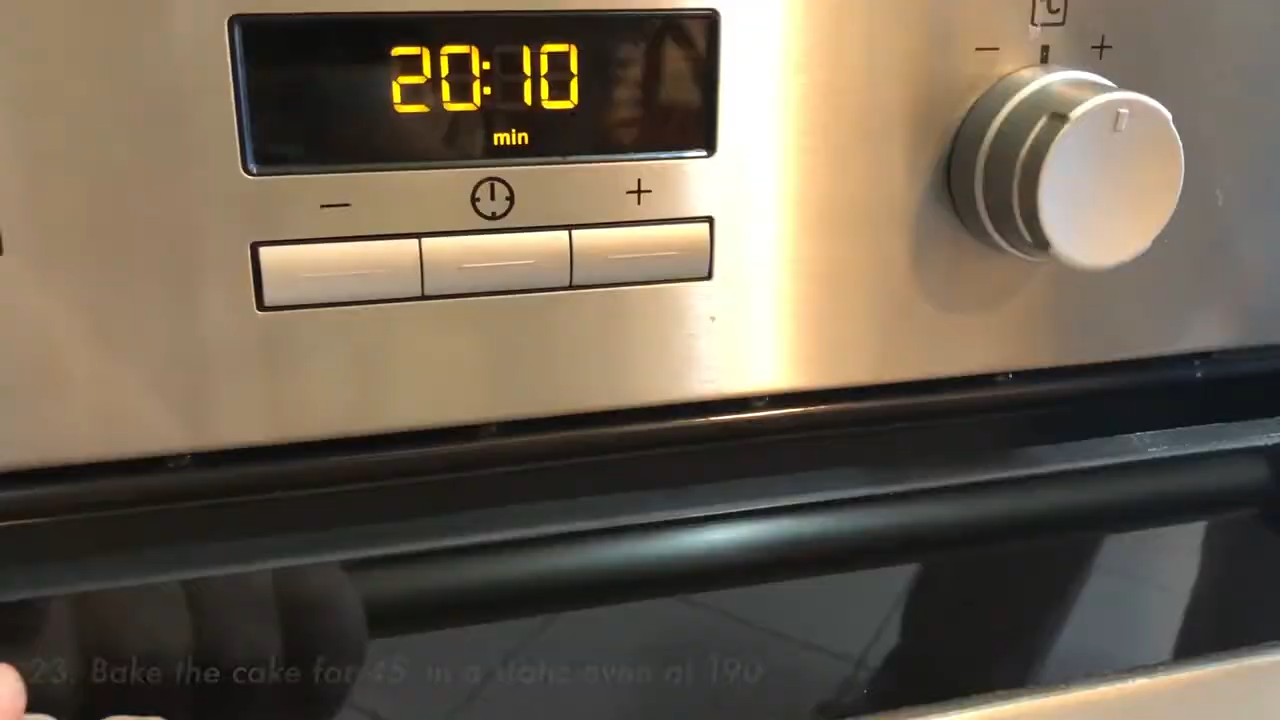 20:10
min
°C
− +
− +
23. Bake the cake for 45' in a static oven at 190